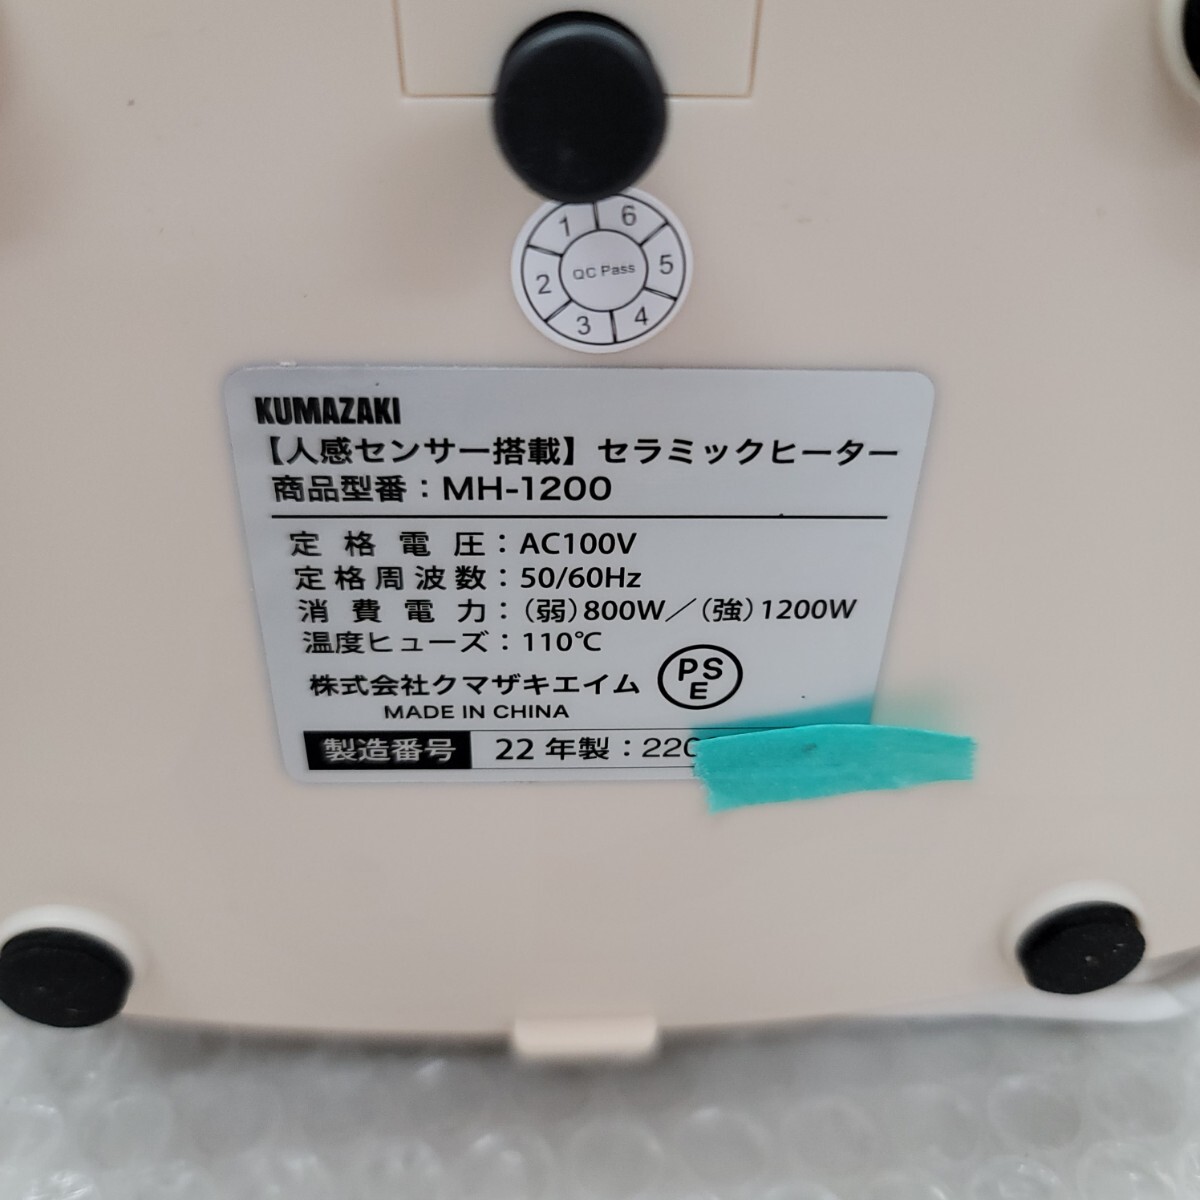 1 6
2 QC Pass 5
3 4
KUMAZAKI
【人感センサー搭載】セラミックヒーター
商品型番：MH-1200
定格電圧：AC100V
定格周波数：50/60Hz
消費電力：（弱）800W／（強）1200W
温度ヒューズ：110℃
株式会社クマザキエイム PSE
MADE IN CHINA
製造番号 22年製：220